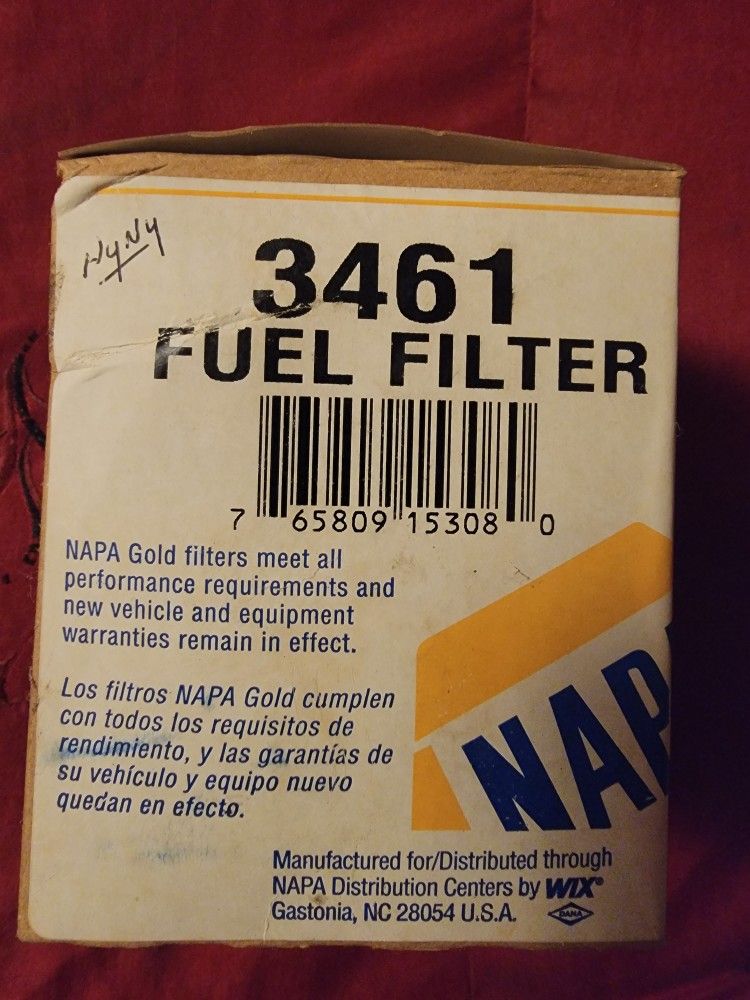 3461
FUEL FILTER
7 65809 15308 0
NAPA Gold filters meet all
performance requirements and
new vehicle and equipment
warranties remain in effect.
Los filtros NAPA Gold cumplen
con todos los requisitos de
rendimiento, y las garantías de
su vehículo y equipo nuevo
quedan en efecto.
NAP
Manufactured for/Distributed through
NAPA Distribution Centers by WIX®
Gastonia, NC 28054 U.S.A.
DANA